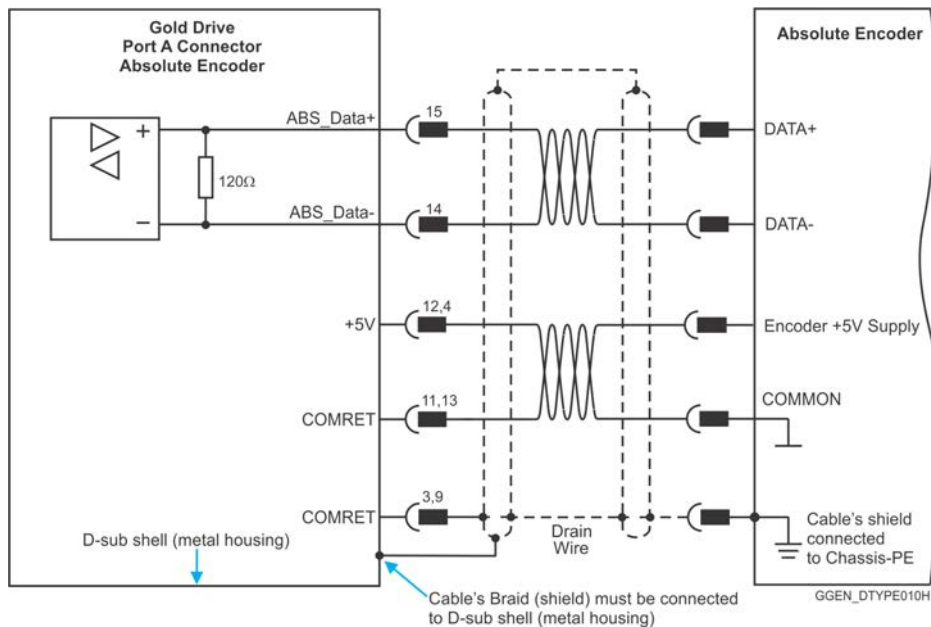 Gold Drive
Port A Connector
Absolute Encoder
Absolute Encoder
ABS_Data+
15
DATA+
+
120Ω
−
ABS_Data-
14
DATA-
+5V
12,4
Encoder +5V Supply
COMRET
11,13
COMMON
COMRET
3,9
Drain
Wire
Cable's shield
connected
to Chassis-PE
D-sub shell (metal housing)
Cable's Braid (shield) must be connected
to D-sub shell (metal housing)
GGEN_DTYPE010H